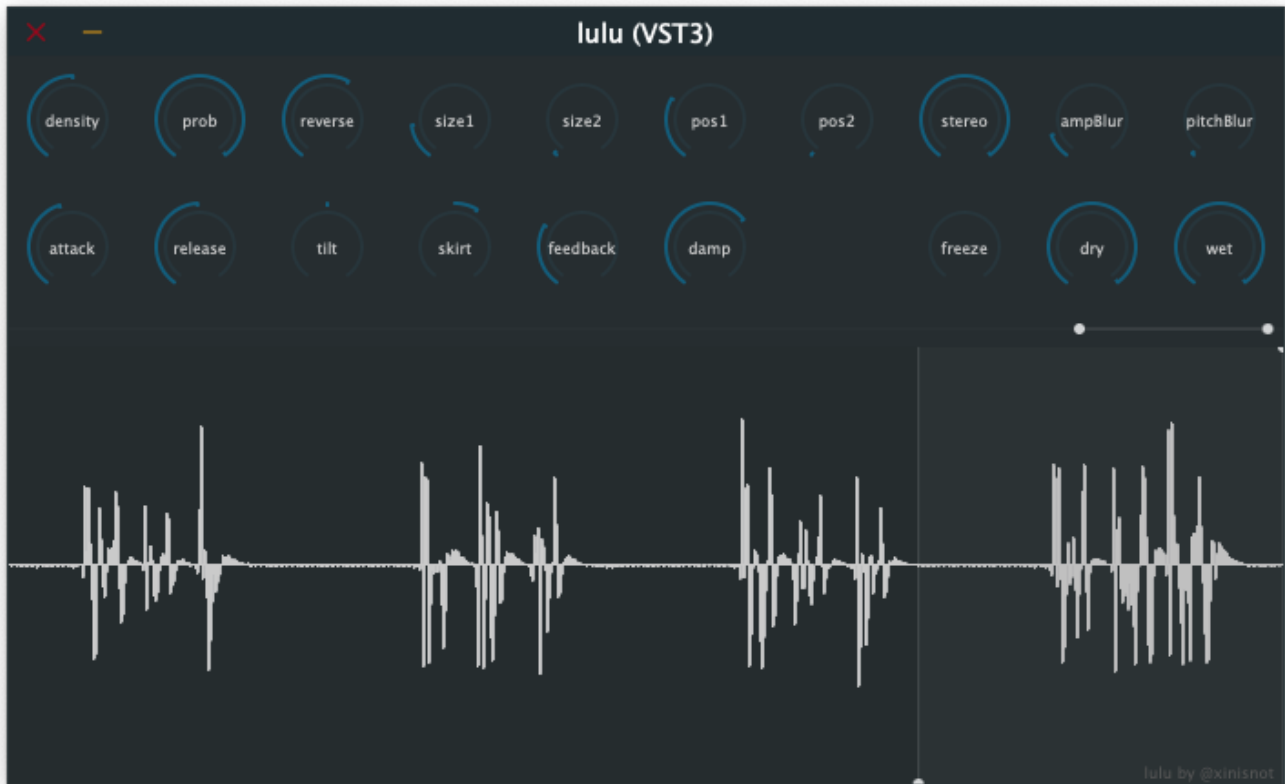 lulu (VST3)
density prob reverse size1 size2 pos1 pos2 stereo ampBlur pitchBlur
attack release tilt skirt feedback damp freeze dry wet
lulu by @xinisnot